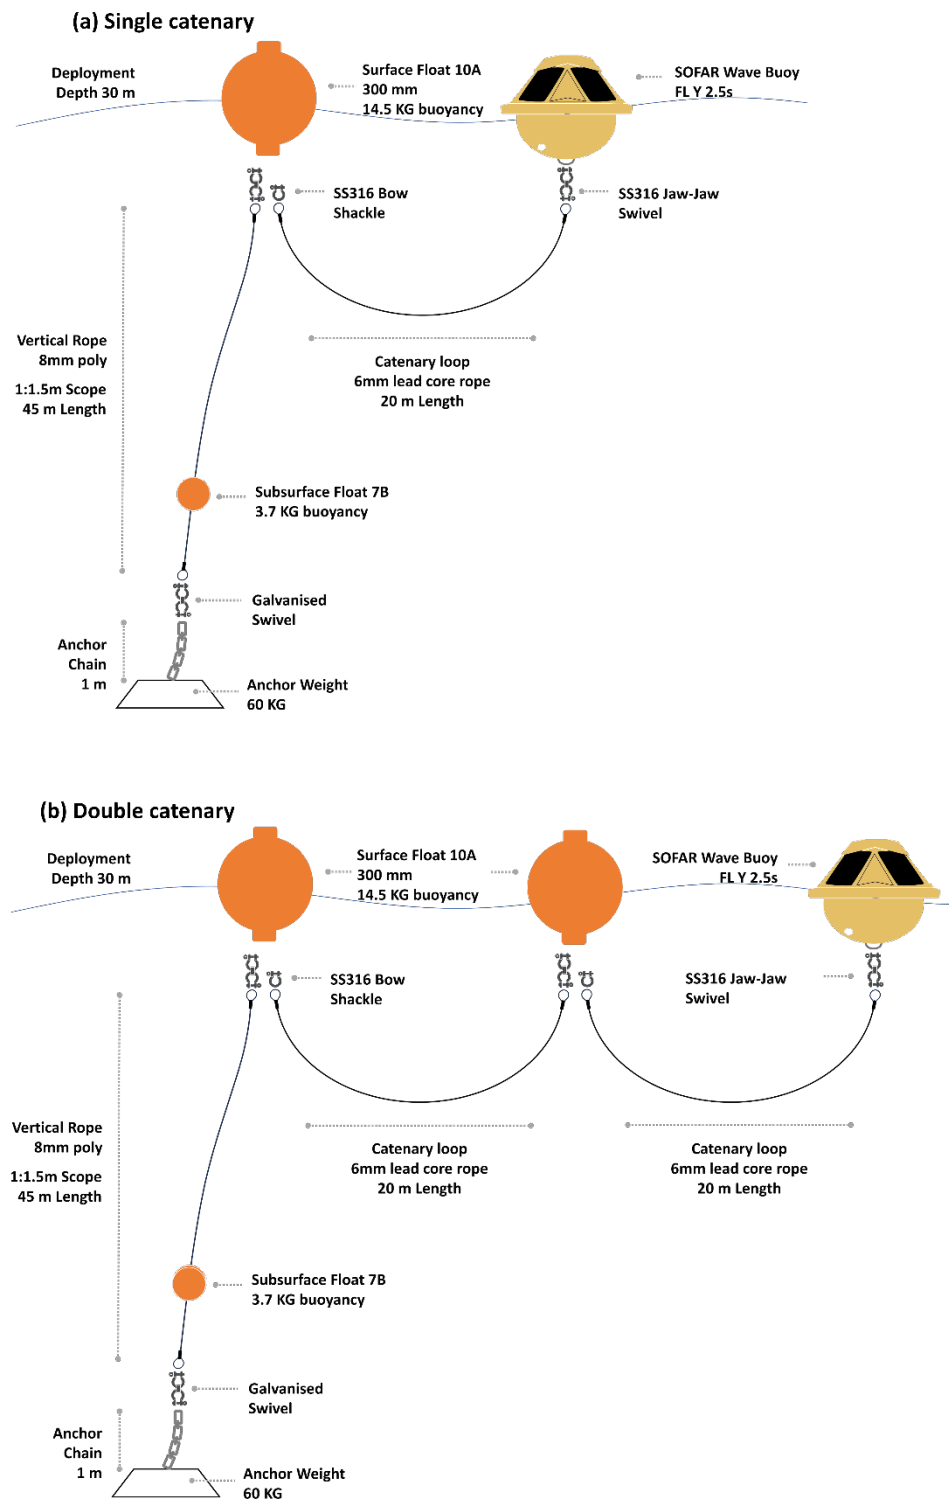 (a) Single catenary
Deployment
Depth 30 m
Surface Float 10A
300 mm
14.5 KG buoyancy
SOFAR Wave Buoy
FL Y 2.5s
SS316 Bow
Shackle
SS316 Jaw-Jaw
Swivel
Vertical Rope
8mm poly
1:1.5m Scope
45 m Length
Catenary loop
6mm lead core rope
20 m Length
Subsurface Float 7B
3.7 KG buoyancy
Galvanised
Swivel
Anchor
Chain
1 m
Anchor Weight
60 KG
(b) Double catenary
Deployment
Depth 30 m
Surface Float 10A
300 mm
14.5 KG buoyancy
SOFAR Wave Buoy
FL Y 2.5s
SS316 Bow
Shackle
SS316 Jaw-Jaw
Swivel
Vertical Rope
8mm poly
1:1.5m Scope
45 m Length
Catenary loop
6mm lead core rope
20 m Length
Catenary loop
6mm lead core rope
20 m Length
Subsurface Float 7B
3.7 KG buoyancy
Galvanised
Swivel
Anchor
Chain
1 m
Anchor Weight
60 KG